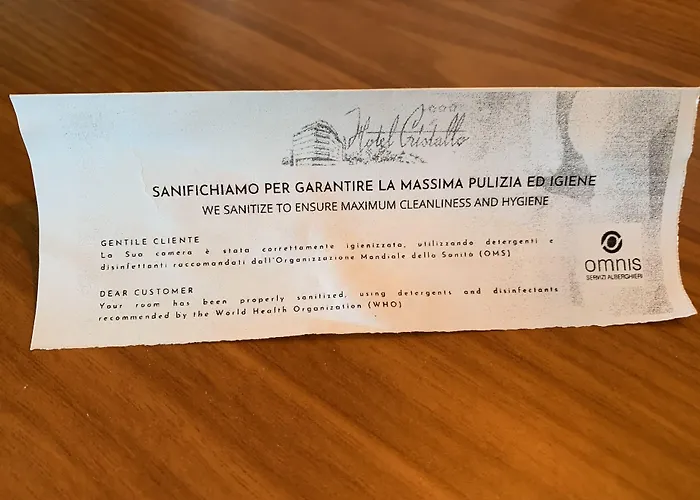 Hotel Cristallo
SANIFICHIAMO PER GARANTIRE LA MASSIMA PULIZIA ED IGIENE
WE SANITIZE TO ENSURE MAXIMUM CLEANLINESS AND HYGIENE
GENTILE CLIENTE
La Sua camera è stata correttamente igienizzata, utilizzando detergenti e
disinfettanti raccomandati dall'Organizzazione Mondiale della Sanità (OMS)
omnis
SERVIZI ALBERGHIERI
DEAR CUSTOMER
Your room has been properly sanitized, using detergents and disinfectants
recommended by the World Health Organization (WHO)